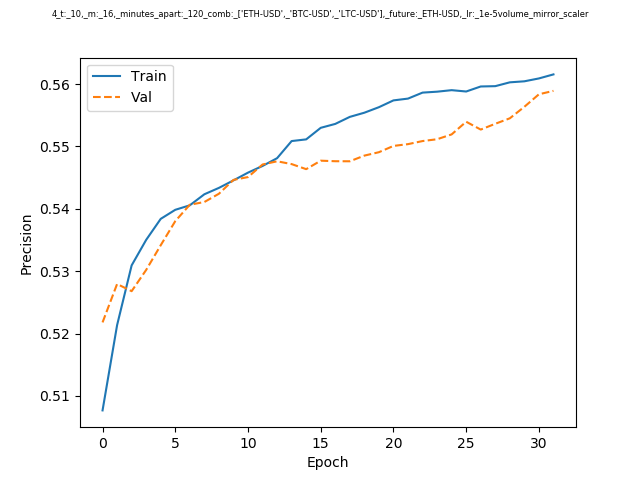 4_t:_10,_m:_16,_minutes_apart:_120_comb:_['ETH-USD',_'BTC-USD',_'LTC-USD'],_future:_ETH-USD,_lr:_1e-5volume_mirror_scaler
Train
Val
0.56
0.55
0.54
0.53
0.52
0.51
Precision
0 5 10 15 20 25 30
Epoch